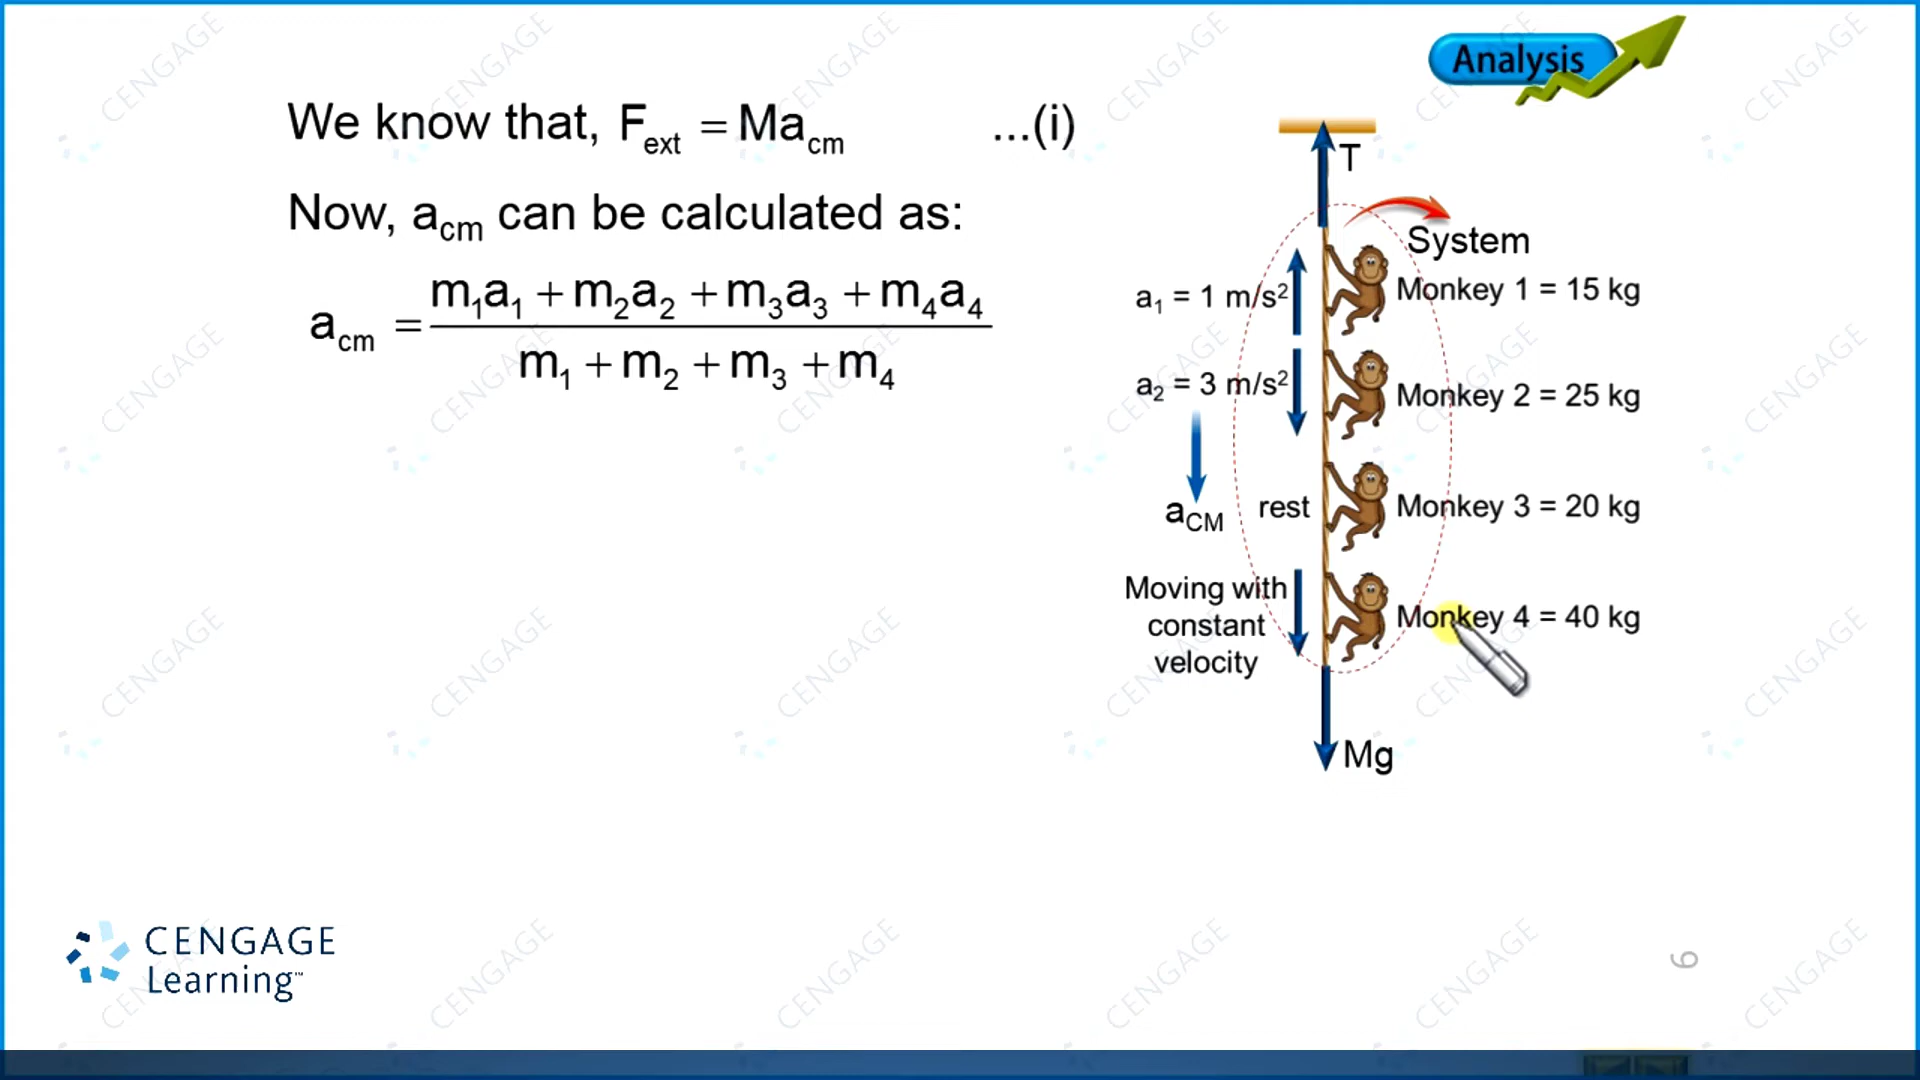 Analysis
We know that, F_ext = Ma_cm ...(i)
Now, a_cm can be calculated as:
a_cm = (m₁a₁ + m₂a₂ + m₃a₃ + m₄a₄) / (m₁ + m₂ + m₃ + m₄)
T
System
a₁ = 1 m/s²
Monkey 1 = 15 kg
a₂ = 3 m/s²
Monkey 2 = 25 kg
a_CM
rest
Monkey 3 = 20 kg
Moving with
constant
velocity
Monkey 4 = 40 kg
Mg
CENGAGE
Learning™
6
CENGAGE